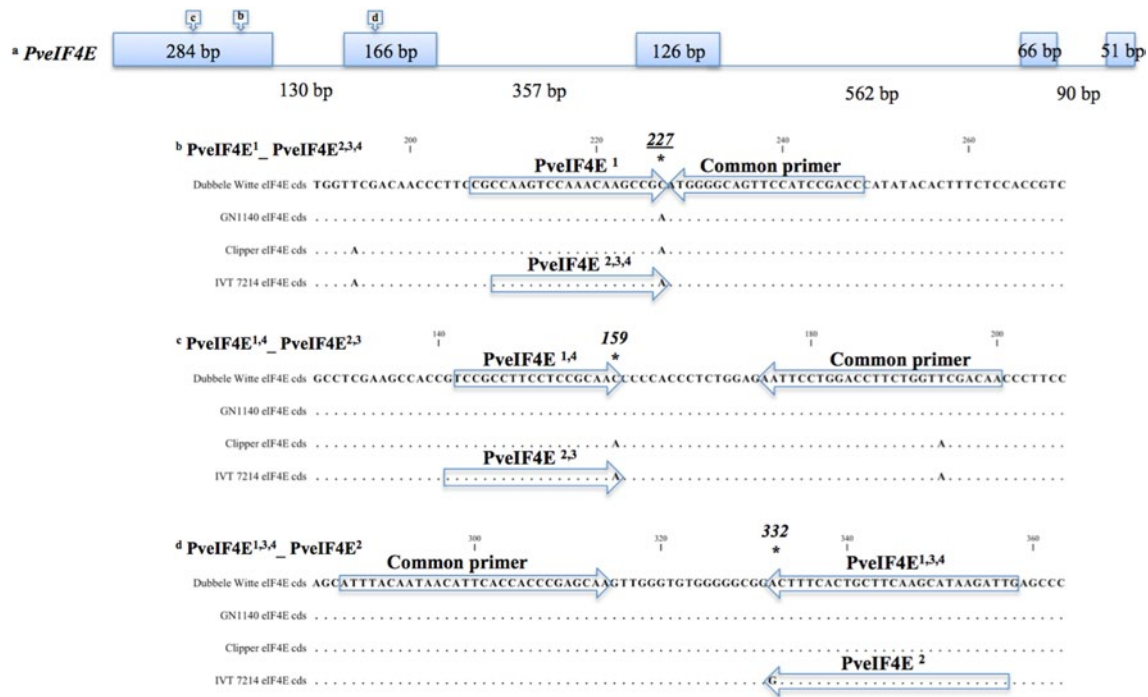 c b d
a PveIF4E 284 bp 166 bp 126 bp 66 bp 51 bp
130 bp 357 bp 562 bp 90 bp
200 220 240 260
b PveIF4E1_ PveIF4E2,3,4 227
PveIF4E 1 * Common primer
Dubbele Witte eIF4E cds TGGTTCGACAACCCTTCCGCCAAGTCCAAACAAGCCGCATGGGGCAGTTCCATCCGACCCATATACACTTTCTCCACCGTC
GN1140 eIF4E cds A
Clipper eIF4E cds A A
PveIF4E 2,3,4
IVT 7214 eIF4E cds A A
140 180 200
c PveIF4E1,4_ PveIF4E2,3 159
PveIF4E 1,4 * Common primer
Dubbele Witte eIF4E cds GCCTCGAAGCCACCGTCCGCCTTCCTCCGCAACCCCCACCCTCTGGAGAATTCCTGGACCTTCTGGTTCGACAACCCTTCC
GN1140 eIF4E cds
Clipper eIF4E cds A A
PveIF4E 2,3
IVT 7214 eIF4E cds A A
300 320 340 360
d PveIF4E1,3,4_ PveIF4E2 332
Common primer * PveIF4E1,3,4
Dubbele Witte eIF4E cds AGCATTTACAATAACATTCACCACCCGAGCAAGTTGGGTGTGGGGGCGGACTTTCACTGCTTCAAGCATAAGATTGAGCCC
GN1140 eIF4E cds
Clipper eIF4E cds
PveIF4E 2
IVT 7214 eIF4E cds G